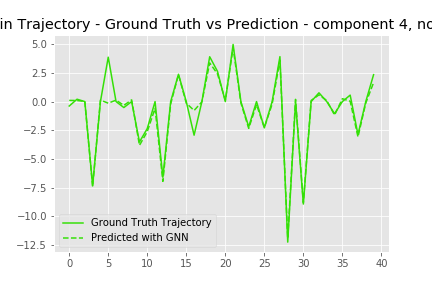 in Trajectory - Ground Truth vs Prediction - component 4, no
5.0
2.5
0.0
−2.5
−5.0
−7.5
−10.0
−12.5
Ground Truth Trajectory
Predicted with GNN
0 5 10 15 20 25 30 35 40